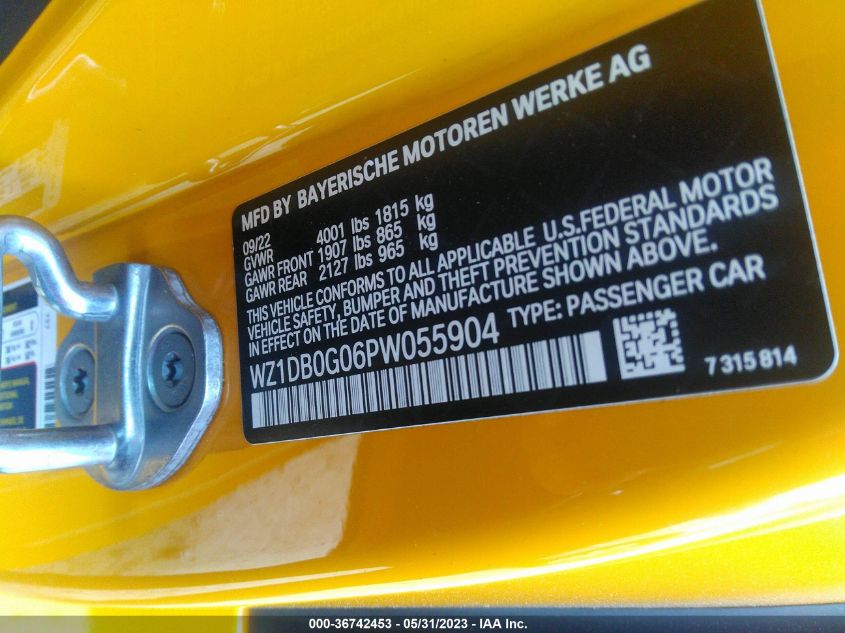 MFD BY BAYERISCHE MOTOREN WERKE AG
09/22
GVWR 4001 lbs 1815 kg
GAWR FRONT 1907 lbs 865 kg
GAWR REAR 2127 lbs 965 kg
THIS VEHICLE CONFORMS TO ALL APPLICABLE U.S.FEDERAL MOTOR
VEHICLE SAFETY, BUMPER AND THEFT PREVENTION STANDARDS
IN EFFECT ON THE DATE OF MANUFACTURE SHOWN ABOVE.
WZ1DB0G06PW055904 TYPE: PASSENGER CAR
7 315 814
000-36742453 - 05/31/2023 - IAA Inc.